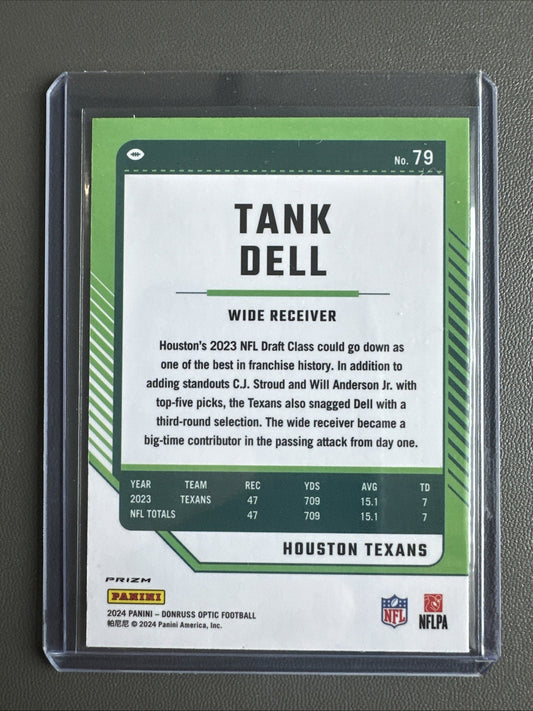 No. 79
TANK
DELL
WIDE RECEIVER
Houston's 2023 NFL Draft Class could go down as
one of the best in franchise history. In addition to
adding standouts C.J. Stroud and Will Anderson Jr. with
top-five picks, the Texans also snagged Dell with a
third-round selection. The wide receiver became a
big-time contributor in the passing attack from day one.
YEAR TEAM REC YDS AVG TD
2023 TEXANS 47 709 15.1 7
NFL TOTALS 47 709 15.1 7
HOUSTON TEXANS
PRIZM
PANINI
2024 PANINI – DONRUSS OPTIC FOOTBALL
帕尼尼 © 2024 Panini America, Inc.
NFL
NFLPA